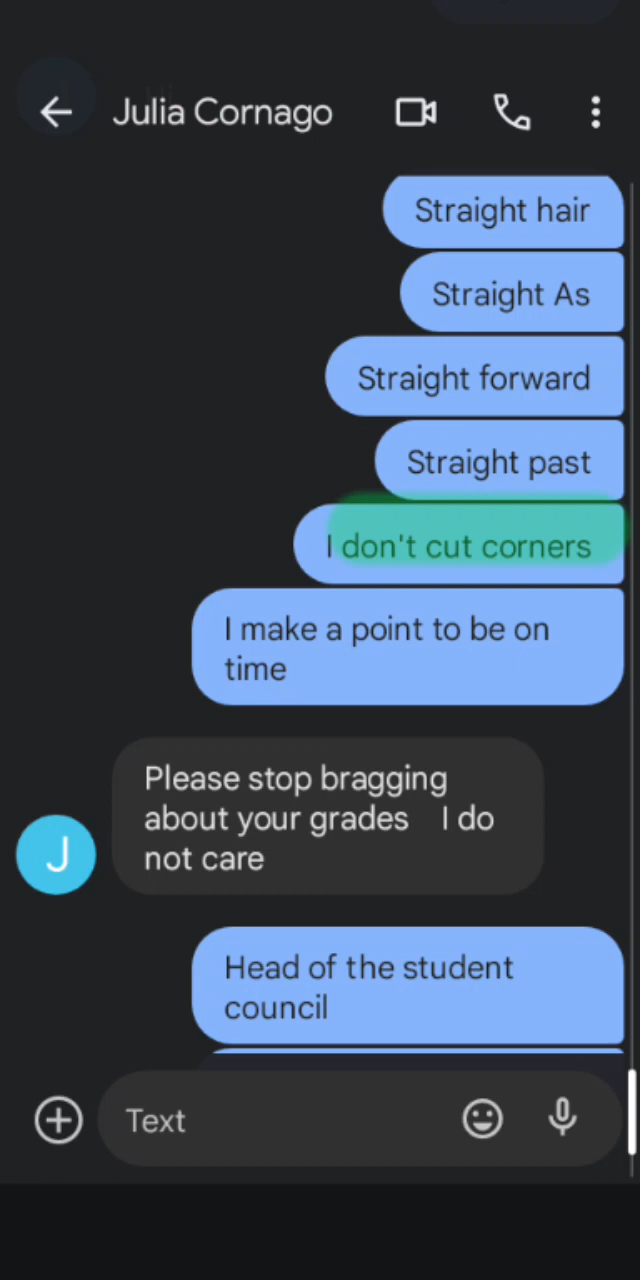 Julia Cornago
Straight hair
Straight As
Straight forward
Straight past
I don't cut corners
I make a point to be on
time
Please stop bragging
about your grades    I do
not care
J
Head of the student
council
Text